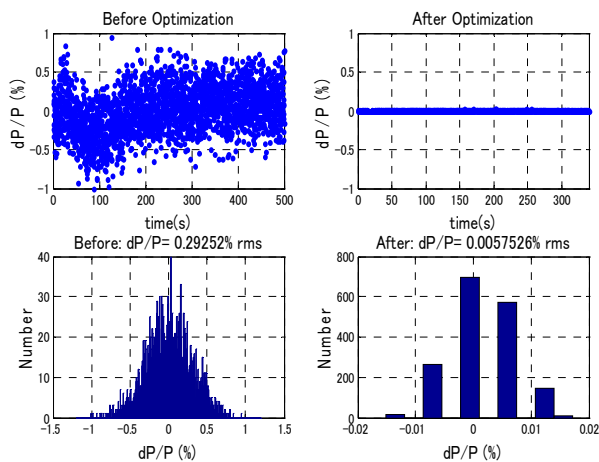 Before Optimization
1
0.5
0
-0.5
-1
dP/P (%)
0 100 200 300 400 500
time(s)
After Optimization
1
0.5
0
-0.5
-1
dP/P (%)
0 50 100 150 200 250 300
time(s)
Before: dP/P= 0.29252% rms
40
30
20
10
0
Number
-1.5 -1 -0.5 0 0.5 1 1.5
dP/P (%)
After: dP/P= 0.0057526% rms
800
600
400
200
0
Number
-0.02 -0.01 0 0.01 0.02
dP/P (%)